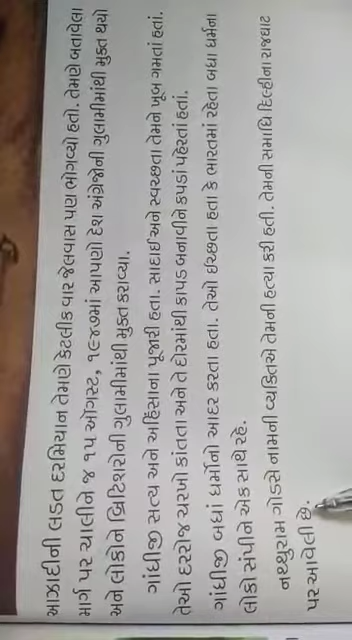 આઝાદીની લડત દરમિયાન તેમણે કેટલીક વાર જેલવાસ પણ ભોગવ્યો હતો. તેમણે બતાવેલા
માર્ગ પર ચાલીને જ ૧૫ ઑગસ્ટ, ૧૯૪૭માં આપણો દેશ અંગ્રેજોની ગુલામીમાંથી મુક્ત થયો
અને લોકોને બ્રિટિશરોની ગુલામીમાંથી મુક્ત કરાવ્યા.
ગાંધીજી સત્ય અને અહિંસાના પૂજારી હતા. સાદાઈ અને સ્વચ્છતા તેમને ખૂબ ગમતાં હતાં.
તેઓ દરરોજ ચરખો કાંતતા અને તે દોરમાંથી કાપડ બનાવીને કપડાં પહેરતાં હતાં.
ગાંધીજી બધાં ધર્મોનો આદર કરતા હતા. તેઓ ઈચ્છતા હતા કે ભારતમાં રહેતા બધા ધર્મના
લોકો સંપીને એક સાથે રહે.
નથ્થુરામ ગોડસે નામની વ્યક્તિએ તેમની હત્યા કરી હતી. તેમની સમાધિ દિલ્હીના રાજઘાટ
પર આવેલી છે.